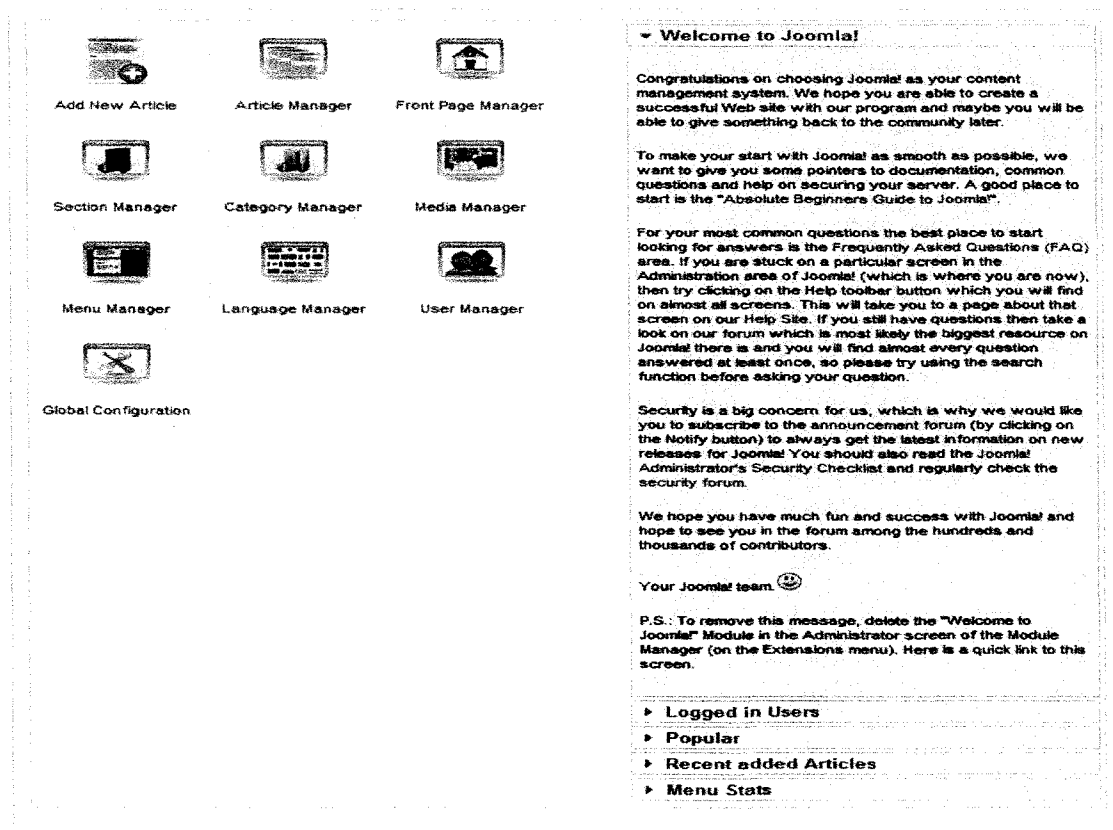 Add New Article
Article Manager
Front Page Manager
Section Manager
Category Manager
Media Manager
Menu Manager
Language Manager
User Manager
Global Configuration
Welcome to Joomla!
Congratulations on choosing Joomla! as your content
management system. We hope you are able to create a
successful Web site with our program and maybe you will be
able to give something back to the community later.
To make your start with Joomla! as smooth as possible, we
want to give you some pointers to documentation, common
questions and help on securing your server. A good place to
start is the "Absolute Beginners Guide to Joomla!".
For your most common questions the best place to start
looking for answers is the Frequently Asked Questions (FAQ)
area. If you are stuck on a particular screen in the
Administration area of Joomla! (which is where you are now),
then try clicking on the Help toolbar button which you will find
on almost all screens. This will take you to a page about that
screen on our Help Site. If you still have questions then take a
look on our forum which is most likely the biggest resource on
Joomla! there is and you will find almost every question
answered at least once, so please try using the search
function before asking your question.
Security is a big concern for us, which is why we would like
you to subscribe to the announcement forum (by clicking on
the Notify button) to always get the latest information on new
releases for Joomla! You should also read the Joomla!
Administrator's Security Checklist and regularly check the
security forum.
We hope you have much fun and success with Joomla! and
hope to see you in the forum among the hundreds and
thousands of contributors.
Your Joomla! team.
P.S.: To remove this message, delete the "Welcome to
Joomla!" Module in the Administrator screen of the Module
Manager (on the Extensions menu). Here is a quick link to this
screen.
Logged in Users
Popular
Recent added Articles
Menu Stats